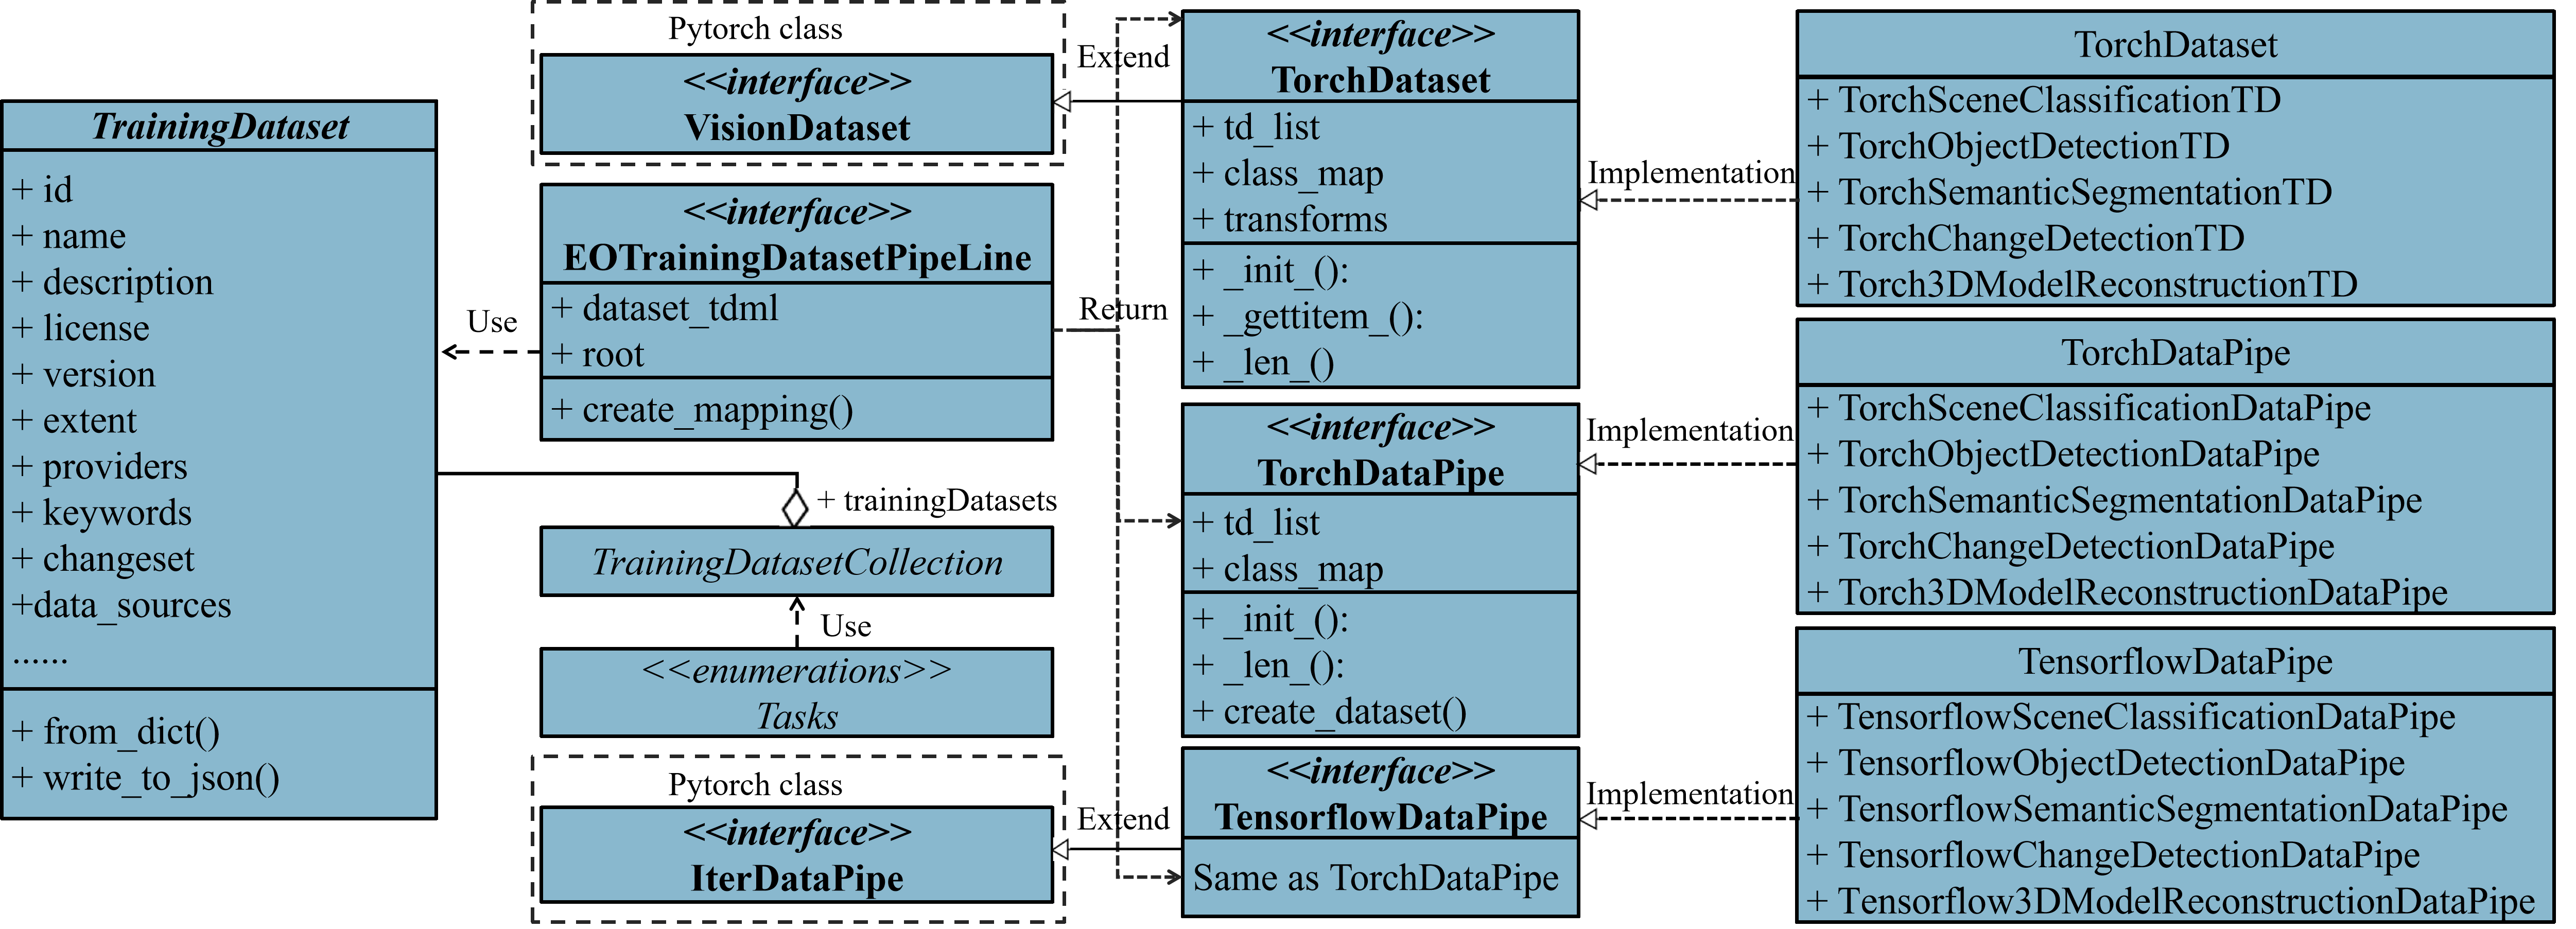 TrainingDataset
+ id
+ name
+ description
+ license
+ version
+ extent
+ providers
+ keywords
+ changeset
+data_sources
......
+ from_dict()
+ write_to_json()
Use
Pytorch class
<<interface>>
VisionDataset
<<interface>>
EOTrainingDatasetPipeLine
+ dataset_tdml
+ root
+ create_mapping()
+ trainingDatasets
TrainingDatasetCollection
Use
<<enumerations>>
Tasks
Pytorch class
<<interface>>
IterDataPipe
Extend
Return
Extend
<<interface>>
TorchDataset
+ td_list
+ class_map
+ transforms
+ _init_():
+ _gettitem_():
+ _len_()
<<interface>>
TorchDataPipe
+ td_list
+ class_map
+ _init_():
+ _len_():
+ create_dataset()
<<interface>>
TensorflowDataPipe
Same as TorchDataPipe
Implementation
Implementation
Implementation
TorchDataset
+ TorchSceneClassificationTD
+ TorchObjectDetectionTD
+ TorchSemanticSegmentationTD
+ TorchChangeDetectionTD
+ Torch3DModelReconstructionTD
TorchDataPipe
+ TorchSceneClassificationDataPipe
+ TorchObjectDetectionDataPipe
+ TorchSemanticSegmentationDataPipe
+ TorchChangeDetectionDataPipe
+ Torch3DModelReconstructionDataPipe
TensorflowDataPipe
+ TensorflowSceneClassificationDataPipe
+ TensorflowObjectDetectionDataPipe
+ TensorflowSemanticSegmentationDataPipe
+ TensorflowChangeDetectionDataPipe
+ Tensorflow3DModelReconstructionDataPipe